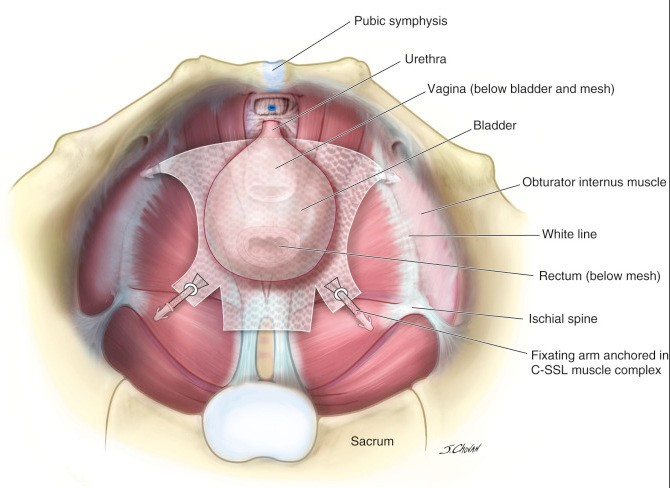 Pubic symphysis
Urethra
Vagina (below bladder and mesh)
Bladder
Obturator internus muscle
White line
Rectum (below mesh)
Ischial spine
Fixating arm anchored in
C-SSL muscle complex
Sacrum
J. CHOVAN